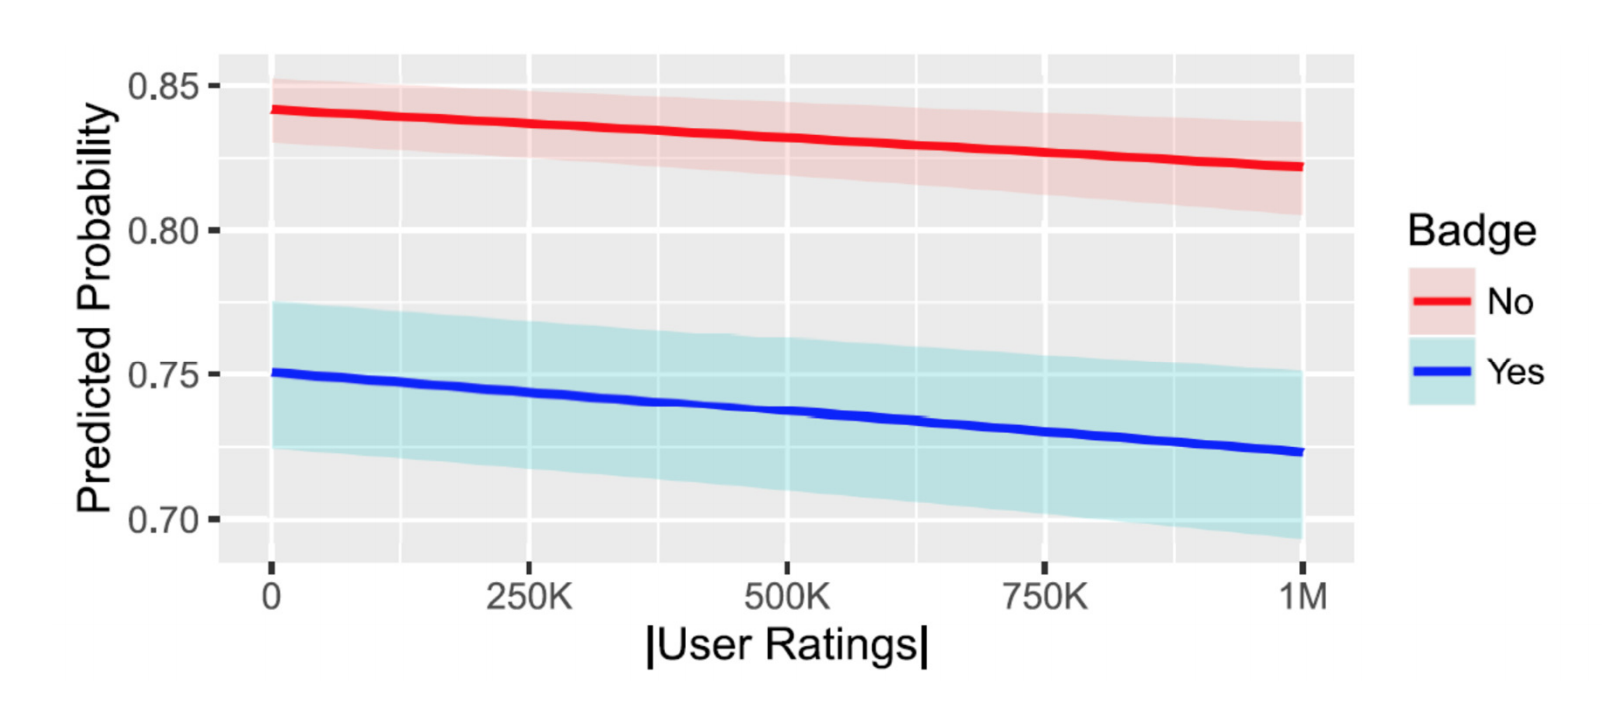 Predicted Probability
0.85
0.80
0.75
0.70
0 250K 500K 750K 1M
|User Ratings|
Badge
No
Yes